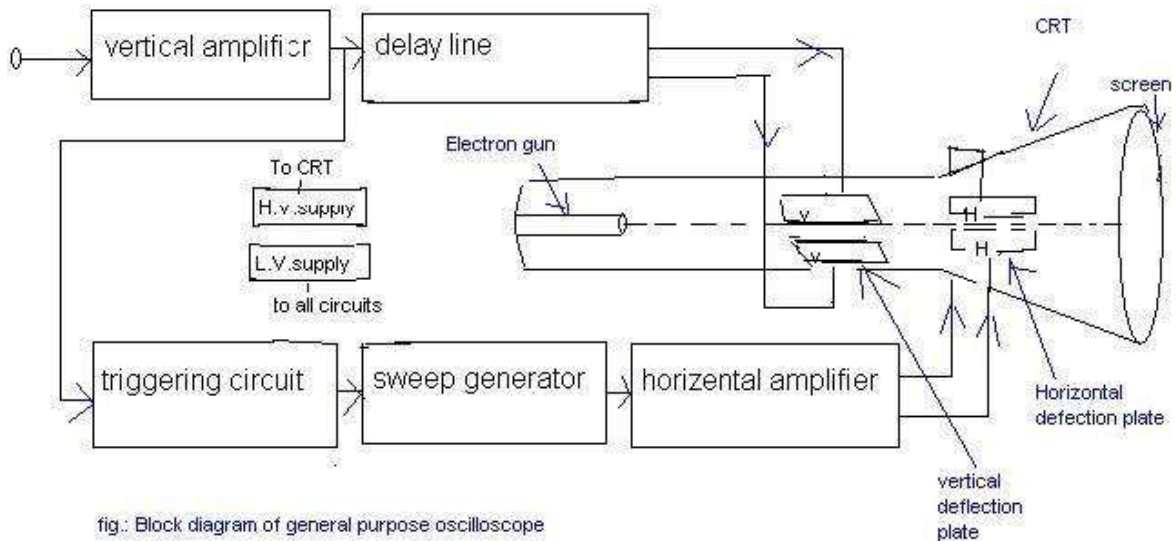 vertical amplifier
delay line
CRT
screen
Electron gun
To CRT
H.v.supply
L.V.supply
to all circuits
v
v
H
H
triggering circuit
sweep generator
horizental amplifier
Horizontal
defection plate
vertical
deflection
plate
fig.: Block diagram of general purpose oscilloscope